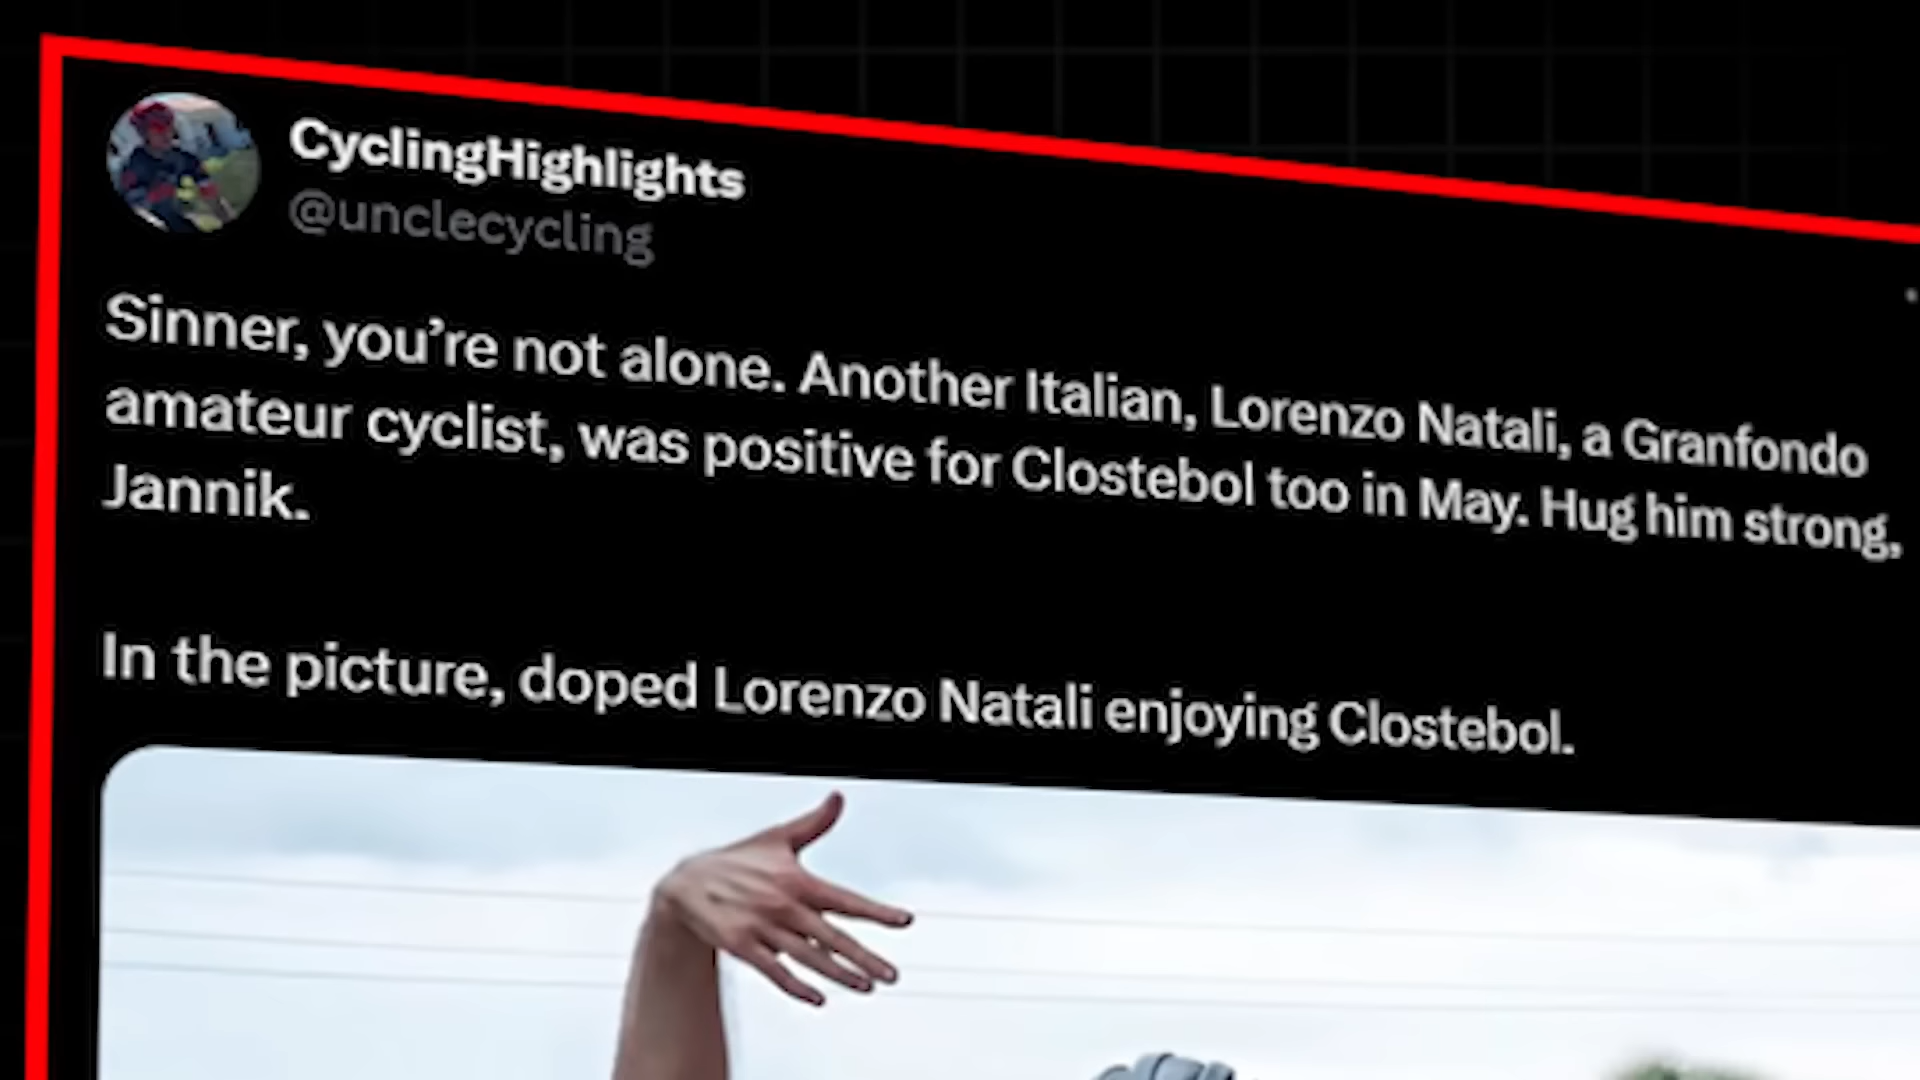 CyclingHighlights
@unclecycling
Sinner, you’re not alone. Another Italian, Lorenzo Natali, a Granfondo
amateur cyclist, was positive for Clostebol too in May. Hug him strong,
Jannik.
In the picture, doped Lorenzo Natali enjoying Clostebol.